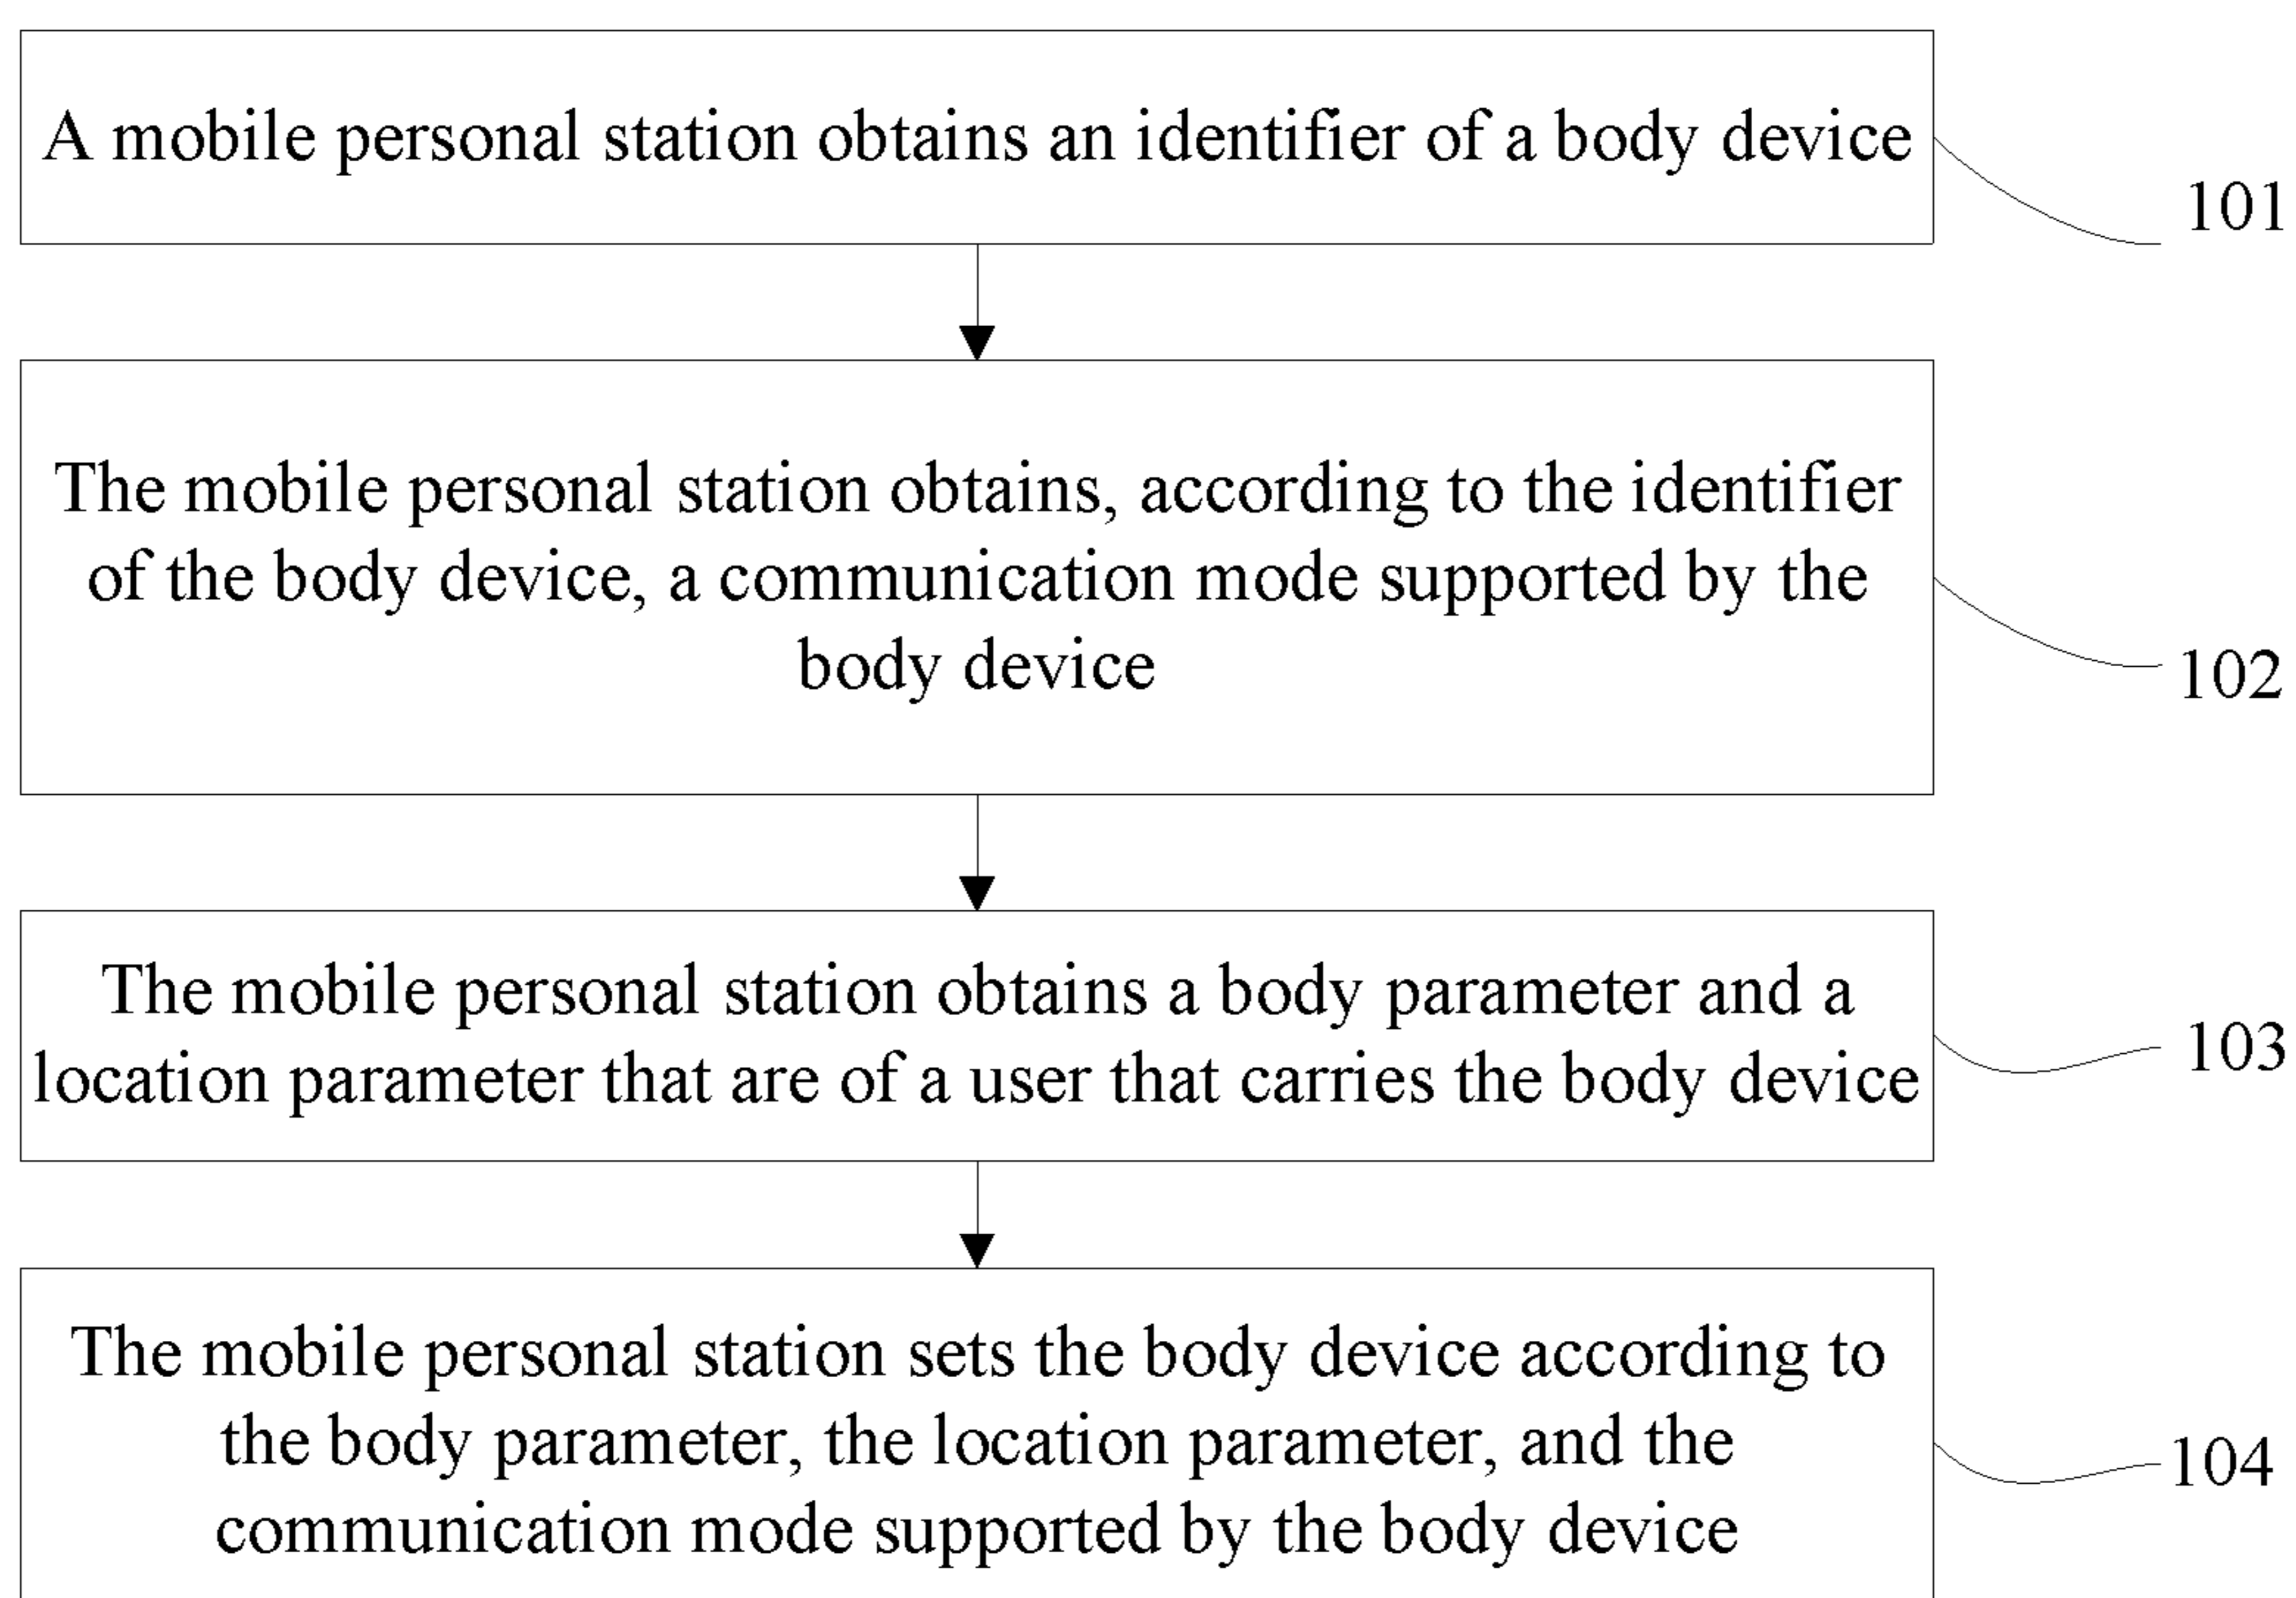 A mobile personal station obtains an identifier of a body device
101
The mobile personal station obtains, according to the identifier
of the body device, a communication mode supported by the
body device
102
The mobile personal station obtains a body parameter and a
location parameter that are of a user that carries the body device
103
The mobile personal station sets the body device according to
the body parameter, the location parameter, and the
communication mode supported by the body device
104